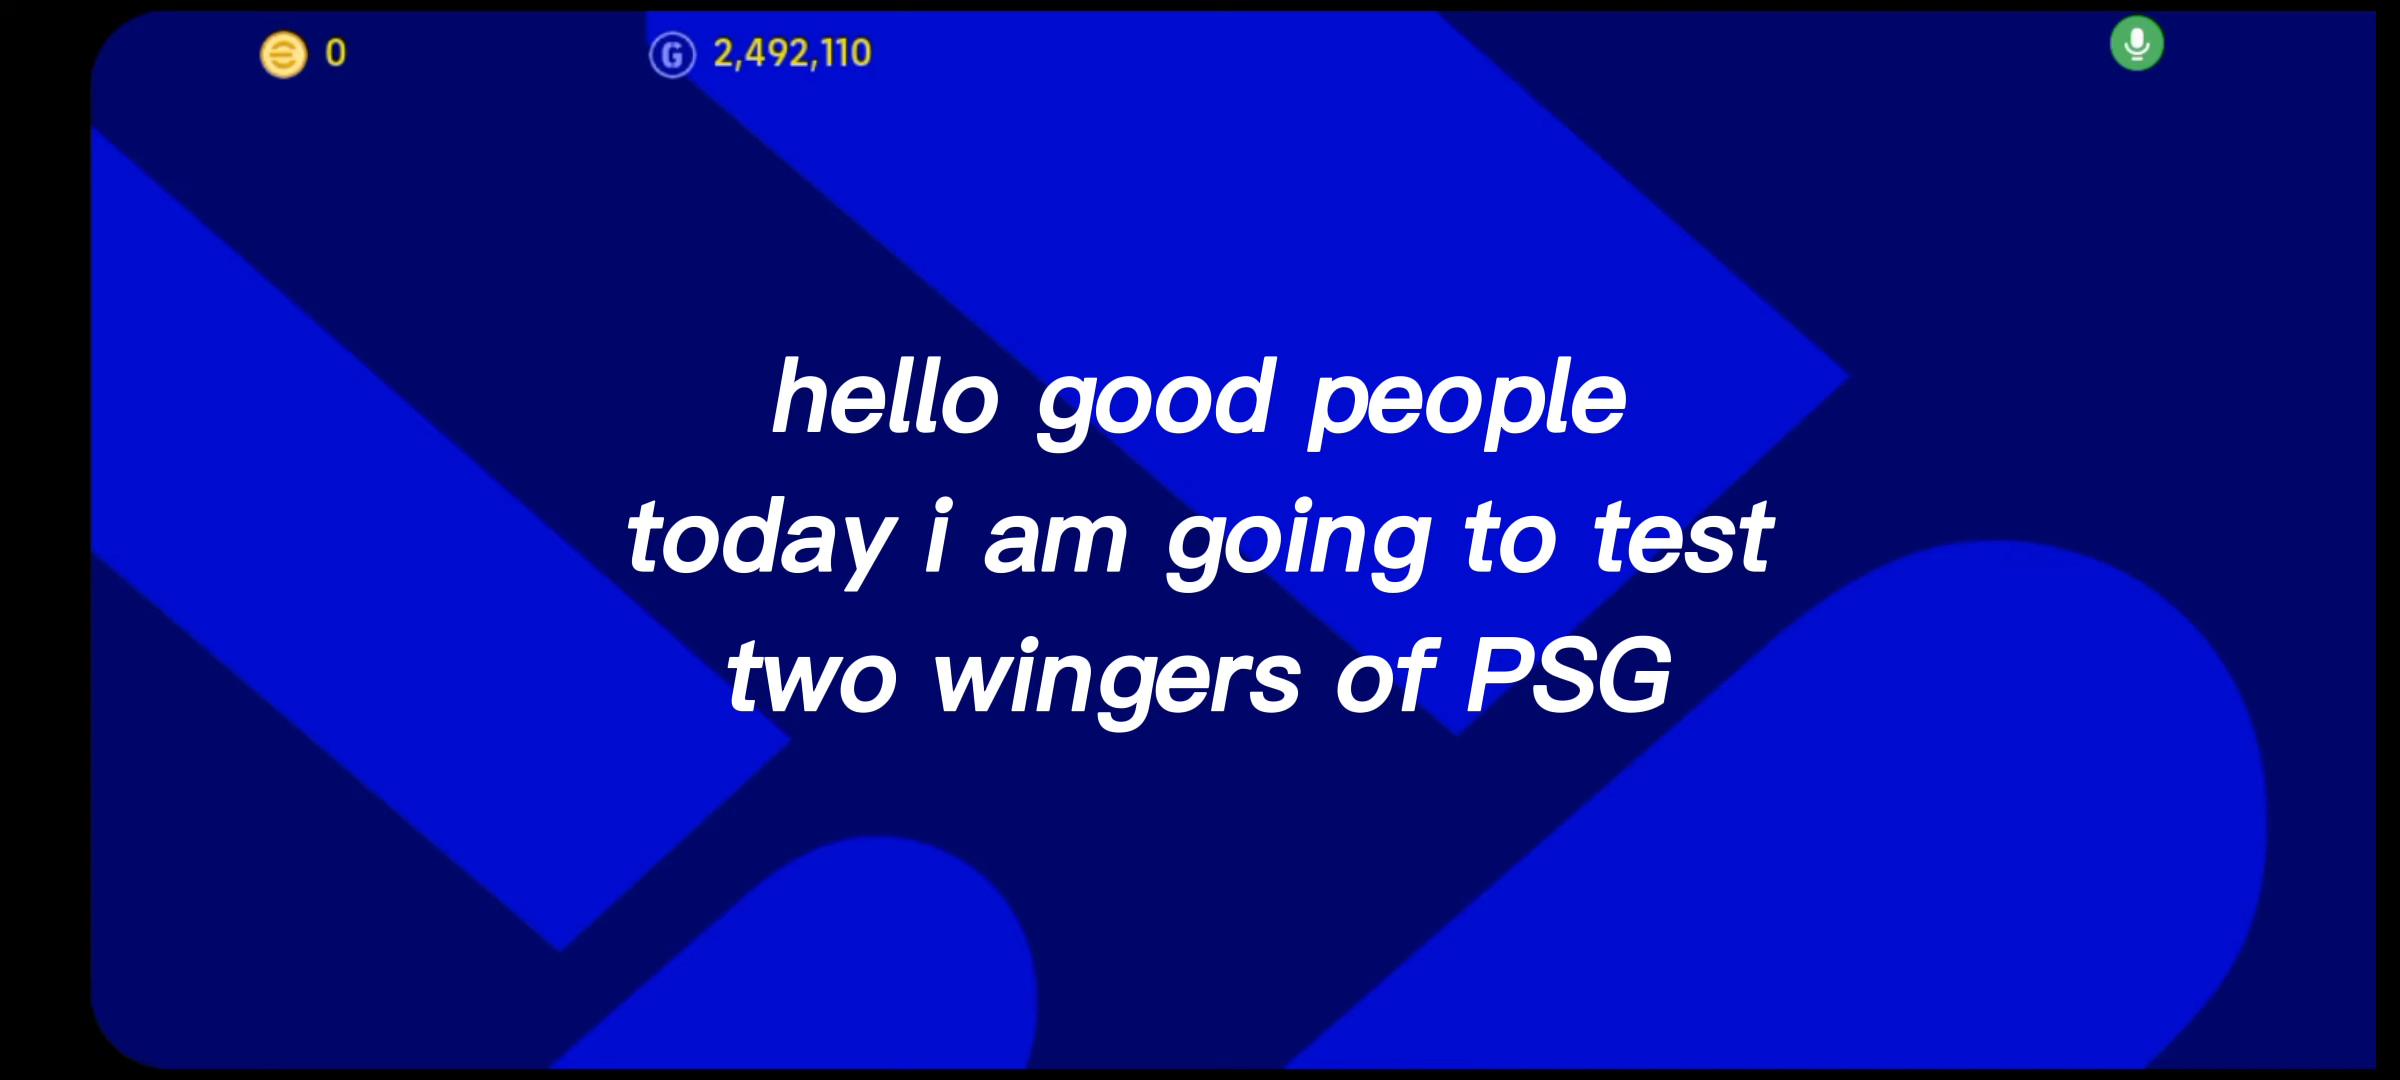 0
G 2,492,110
hello good people
today i am going to test
two wingers of PSG